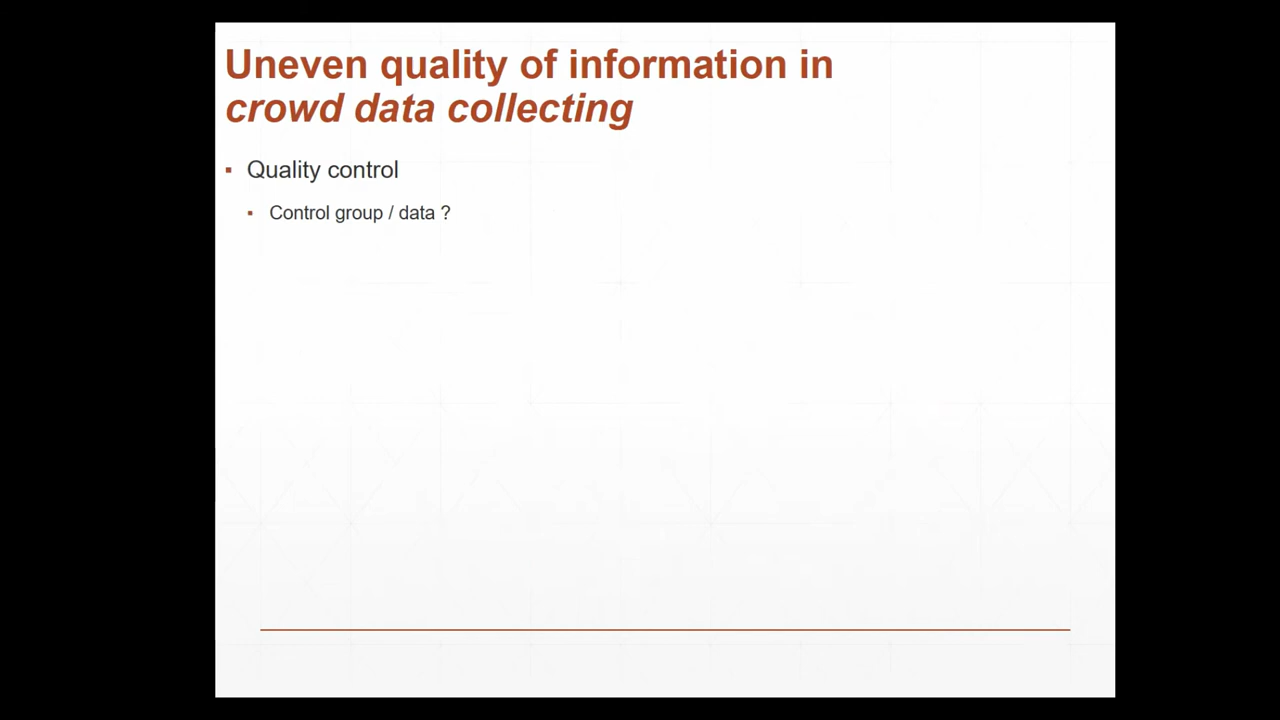 Uneven quality of information in
crowd data collecting
▪ Quality control
▪ Control group / data ?